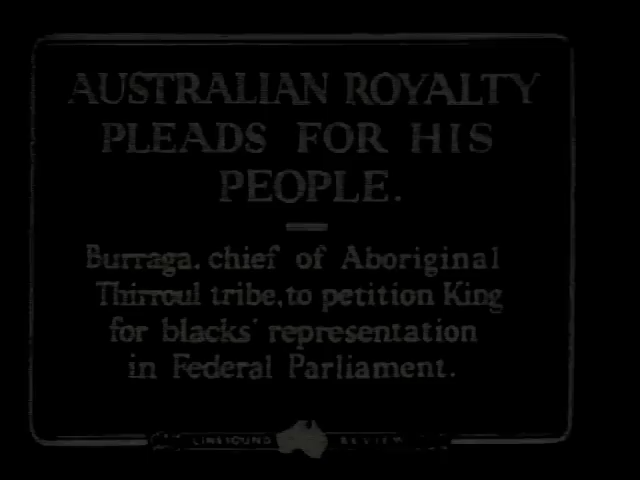 AUSTRALIAN ROYALTY
PLEADS FOR HIS
PEOPLE.
Burraga, chief of Aboriginal
Thirroul tribe, to petition King
for blacks' representation
in Federal Parliament.
CINESOUND REVIEW